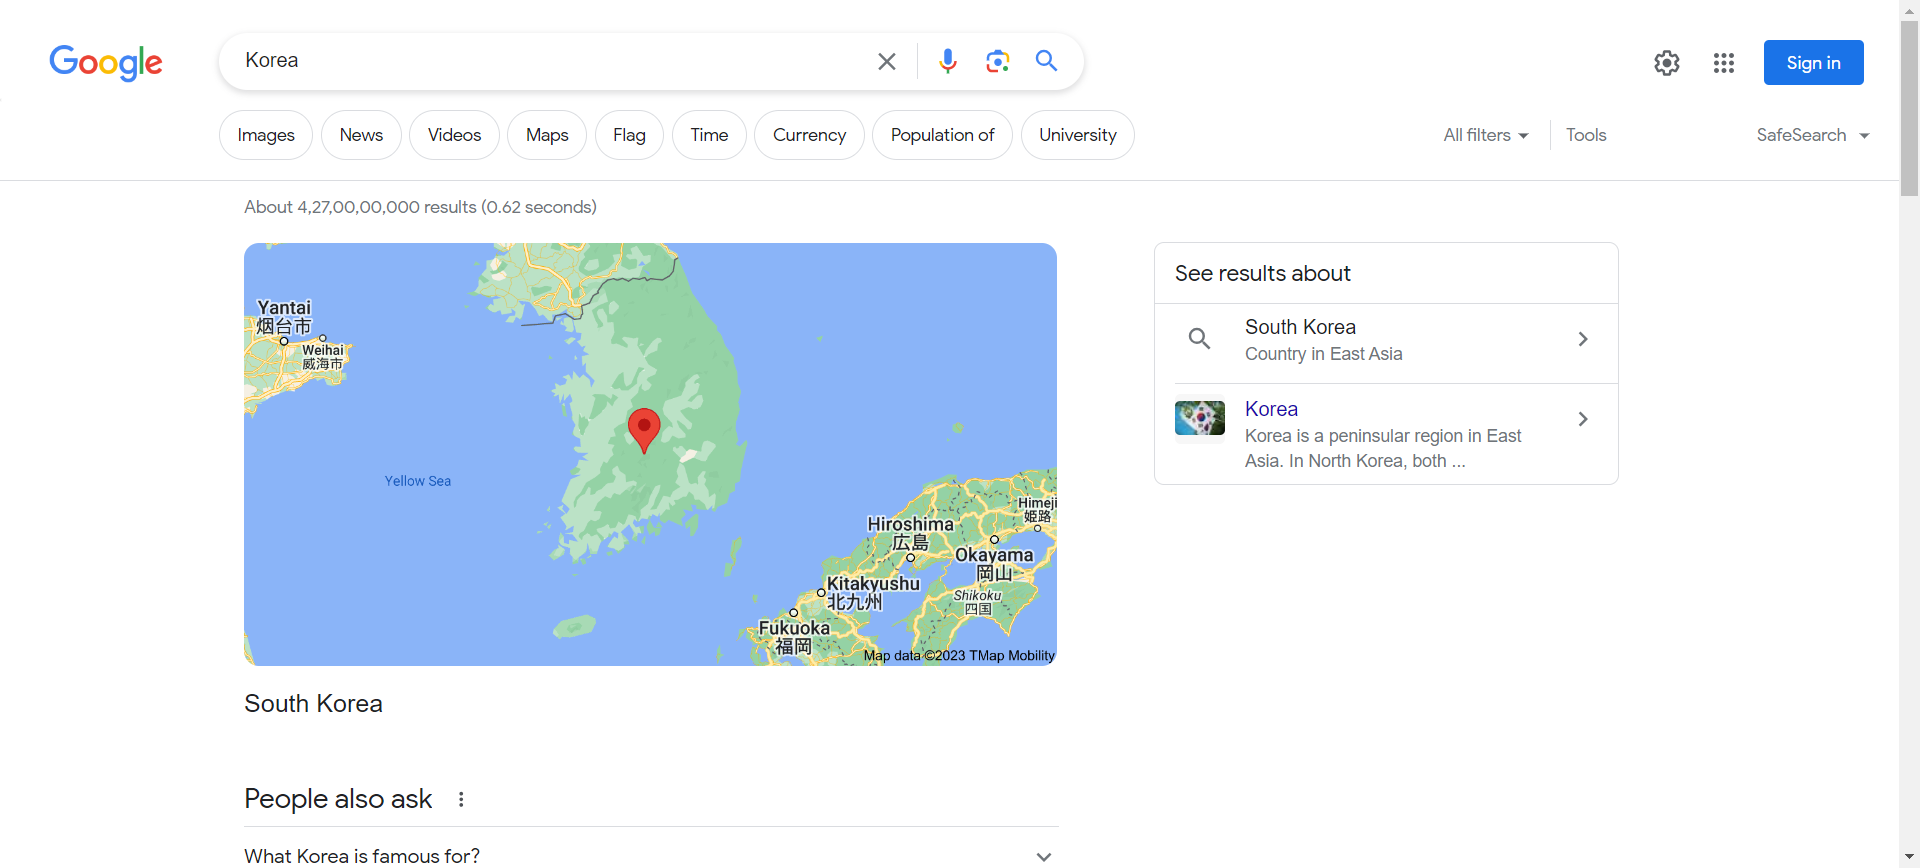 Google
Korea
Sign in
Images
News
Videos
Maps
Flag
Time
Currency
Population of
University
All filters
Tools
SafeSearch
About 4,27,00,00,000 results (0.62 seconds)
Yantai
烟台市
Weihai
威海市
Yellow Sea
Hiroshima
広島
Himeji
姫路
Okayama
岡山
Kitakyushu
北九州
Shikoku
四国
Fukuoka
福岡
Map data ©2023 TMap Mobility
See results about
South Korea
Country in East Asia
Korea
Korea is a peninsular region in East
Asia. In North Korea, both ...
South Korea
People also ask
What Korea is famous for?